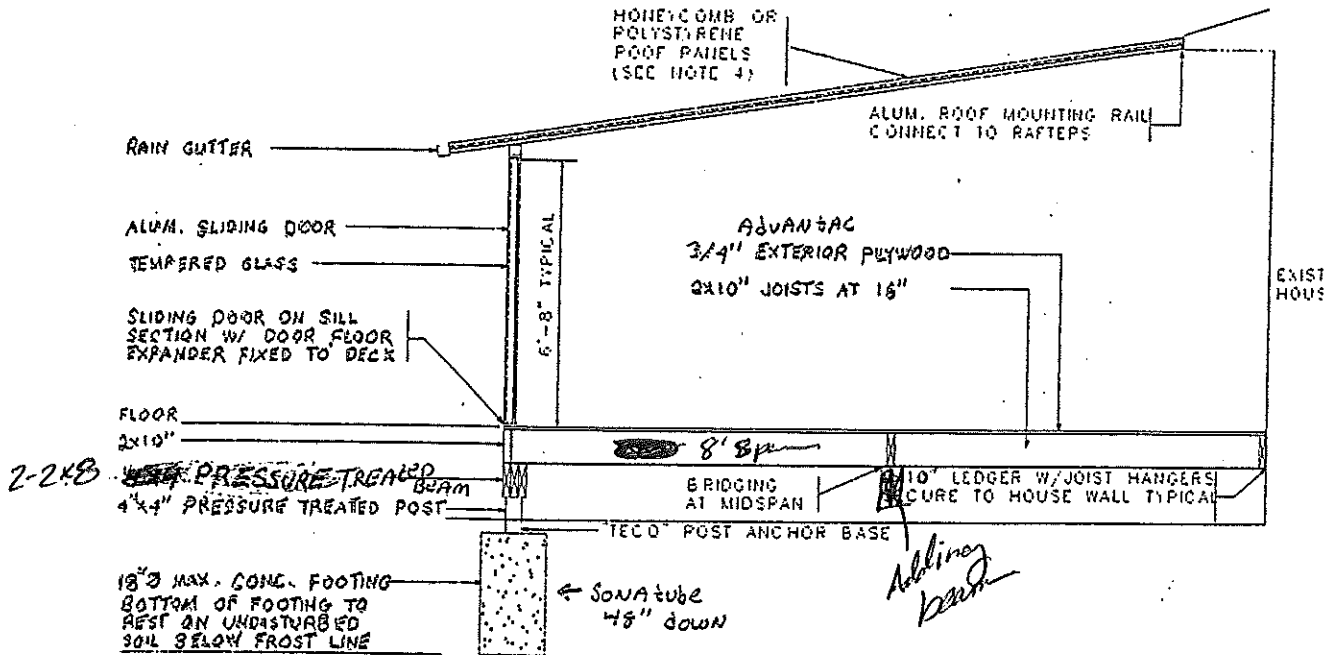 HONEYCOMB OR
POLYSTYRENE
ROOF PANELS
(SEE NOTE 4)
ALUM. ROOF MOUNTING RAIL
CONNECT TO RAFTERS
RAIN GUTTER
ALUM. SLIDING DOOR
TEMPERED GLASS
SLIDING DOOR ON SILL
SECTION W/ DOOR FLOOR
EXPANDER FIXED TO DECK
6'-8" TYPICAL
AdVANtAC
3/4" EXTERIOR PLYWOOD
2X10" JOISTS AT 16"
EXIST
HOUS
FLOOR
2X10"
2-2x8 PRESSURE TREATED
BEAM
4"x4" PRESSURE TREATED POST
8' Span
BRIDGING
AT MIDSPAN
10" LEDGER W/JOIST HANGERS
CURE TO HOUSE WALL TYPICAL
"TECO" POST ANCHOR BASE
Adding
beam
18"Ø MAX. CONC. FOOTING
BOTTOM OF FOOTING TO
REST ON UNDISTURBED
SOIL BELOW FROST LINE
← SONAtube
48" down